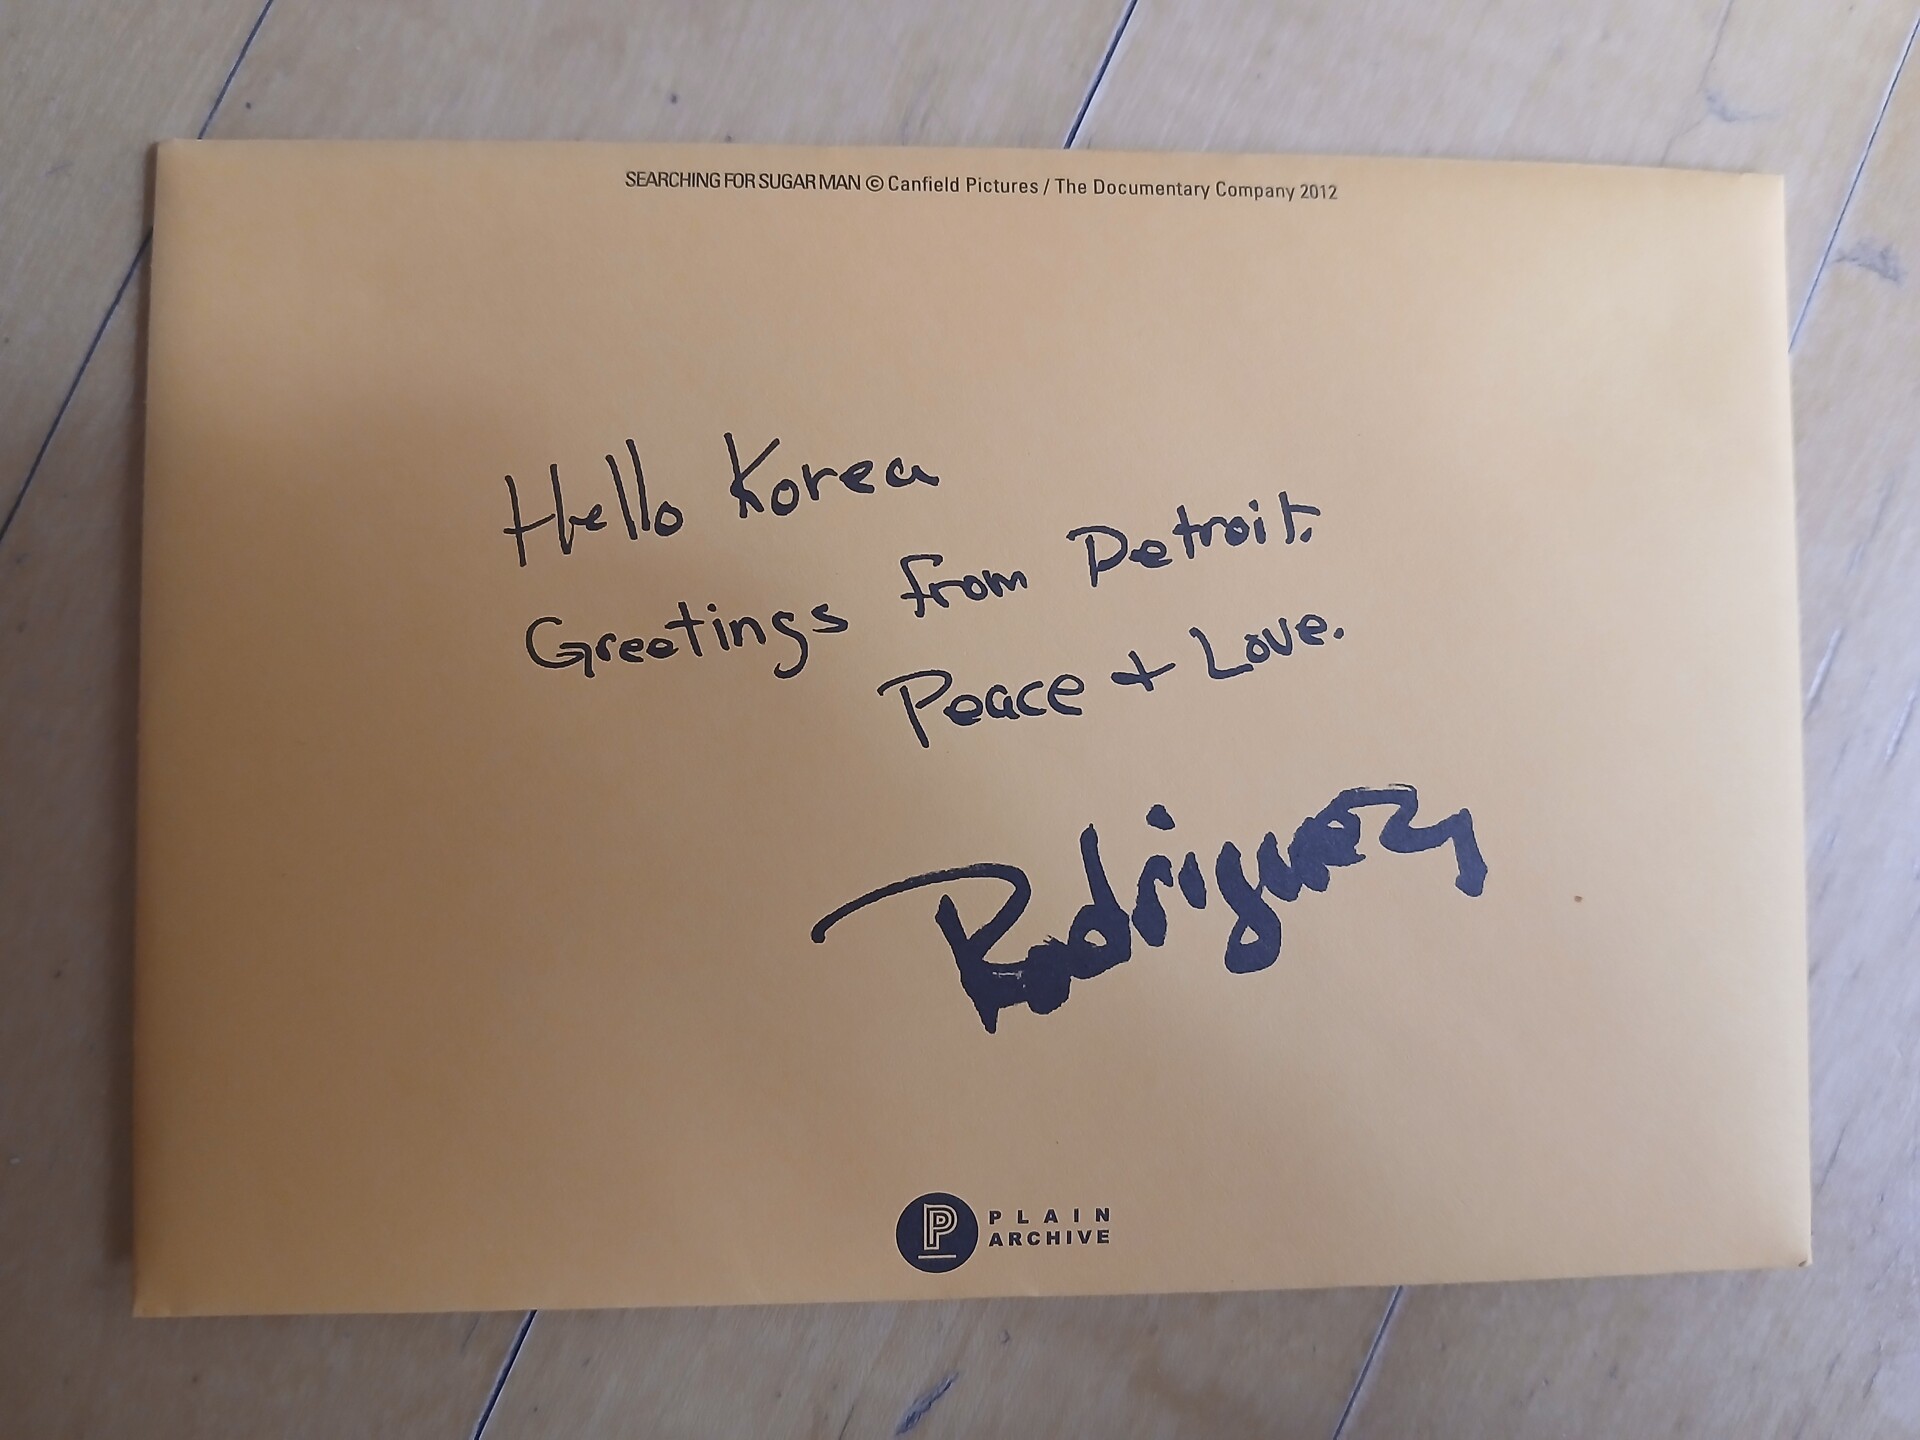 SEARCHING FOR SUGAR MAN © Canfield Pictures / The Documentary Company 2012
Hello Korea
Greetings from Detroit.
Peace + Love.
Rodriguez
P
PLAIN
ARCHIVE